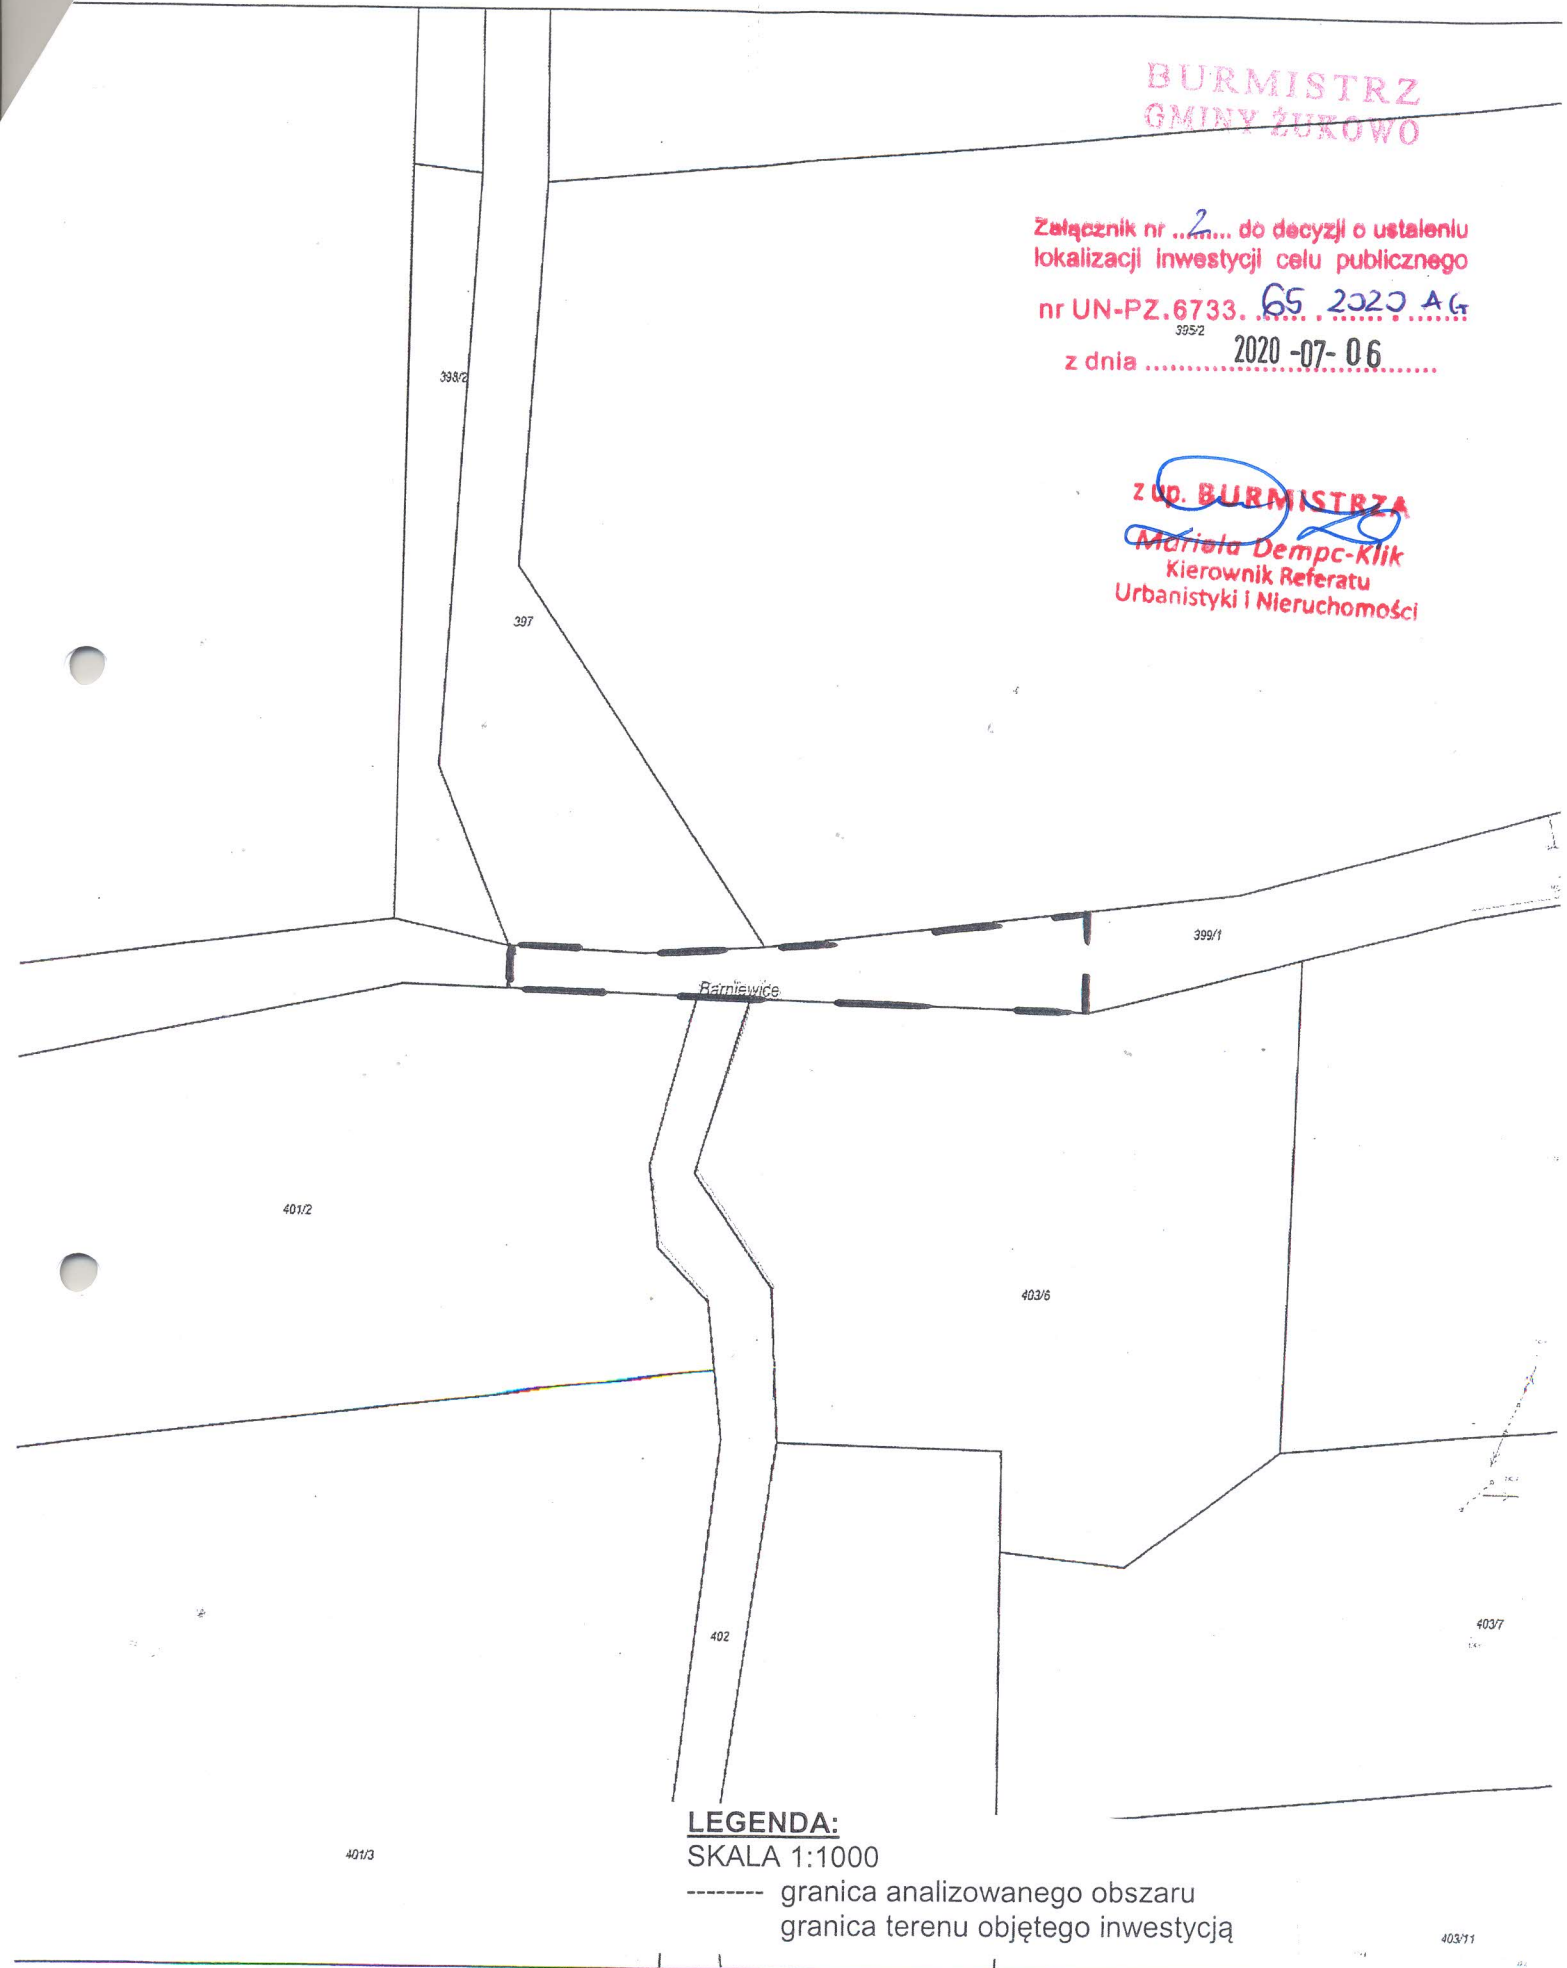 BURMISTRZ
GMINY ŻUKOWO
Załącznik nr ..2.. do decyzji o ustaleniu
lokalizacji inwestycji celu publicznego
nr UN-PZ.6733. 65 . 2020 . AG
395/2
z dnia .......... 2020 -07- 06 ..........
398/2
z up. BURMISTRZA
Mariola Dempc-Klik
Kierownik Referatu
Urbanistyki i Nieruchomości
397
399/1
Barniewice
401/2
403/6
403/7
402
LEGENDA:
SKALA 1:1000
401/3
-------- granica analizowanego obszaru
granica terenu objętego inwestycją
403/11